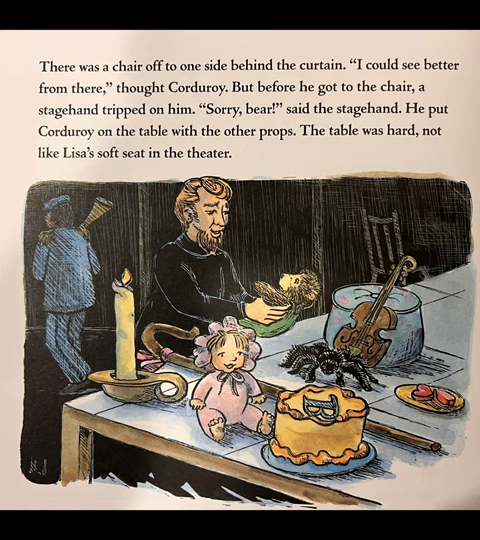 There was a chair off to one side behind the curtain. “I could see better
from there,” thought Corduroy. But before he got to the chair, a
stagehand tripped on him. “Sorry, bear!” said the stagehand. He put
Corduroy on the table with the other props. The table was hard, not
like Lisa’s soft seat in the theater.
B